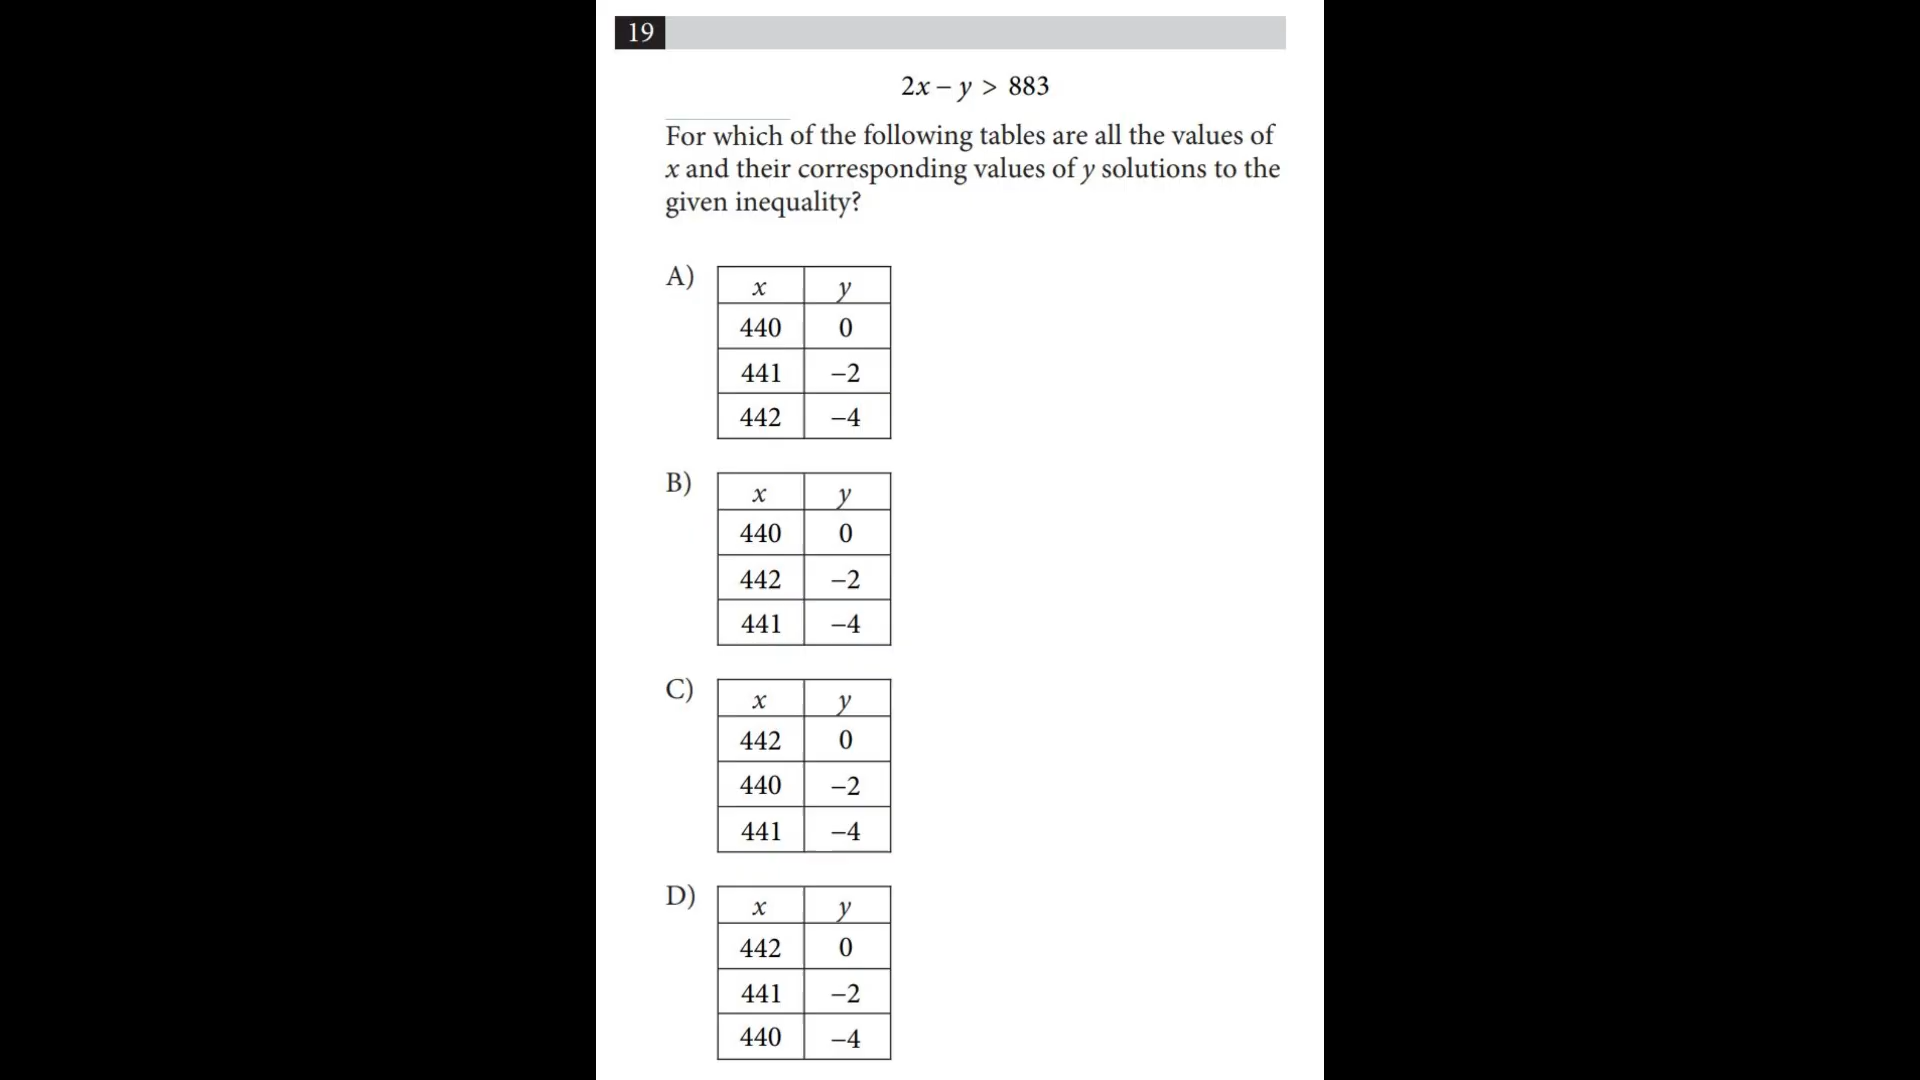 19
2x – y > 883
For which of the following tables are all the values of
x and their corresponding values of y solutions to the
given inequality?
A)
x y
440 0
441 –2
442 –4
B)
x y
440 0
442 –2
441 –4
C)
x y
442 0
440 –2
441 –4
D)
x y
442 0
441 –2
440 –4